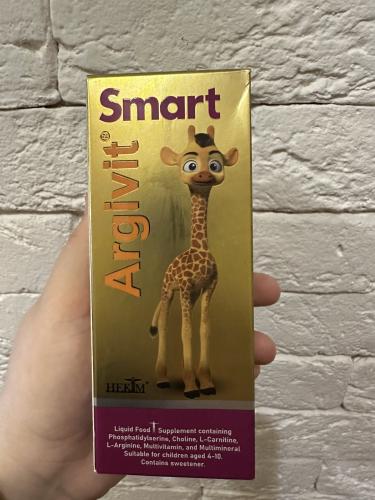 Smart
Argivit®
HEKİM®
Liquid Food Supplement containing
Phosphatidylserine, Choline, L-Carnitine,
L-Arginine, Multivitamin, and Multimineral
Suitable for children aged 4-10.
Contains sweetener.